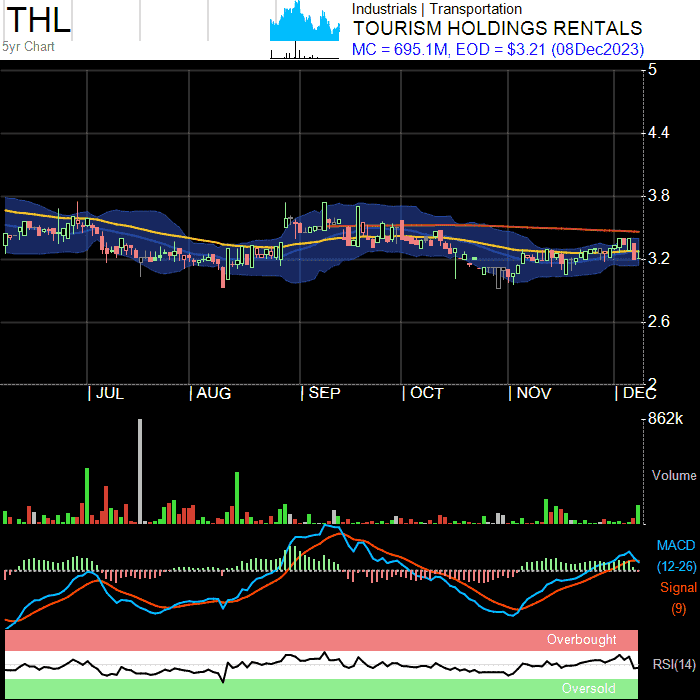 THL
5yr Chart
Industrials | Transportation
TOURISM HOLDINGS RENTALS
MC = 695.1M, EOD = $3.21 (08Dec2023)
5
4.4
3.8
3.2
2.6
2
| JUL
| AUG
| SEP
| OCT
| NOV
| DEC
862k
Volume
MACD
(12-26)
Signal
(9)
Overbought
RSI(14)
Oversold